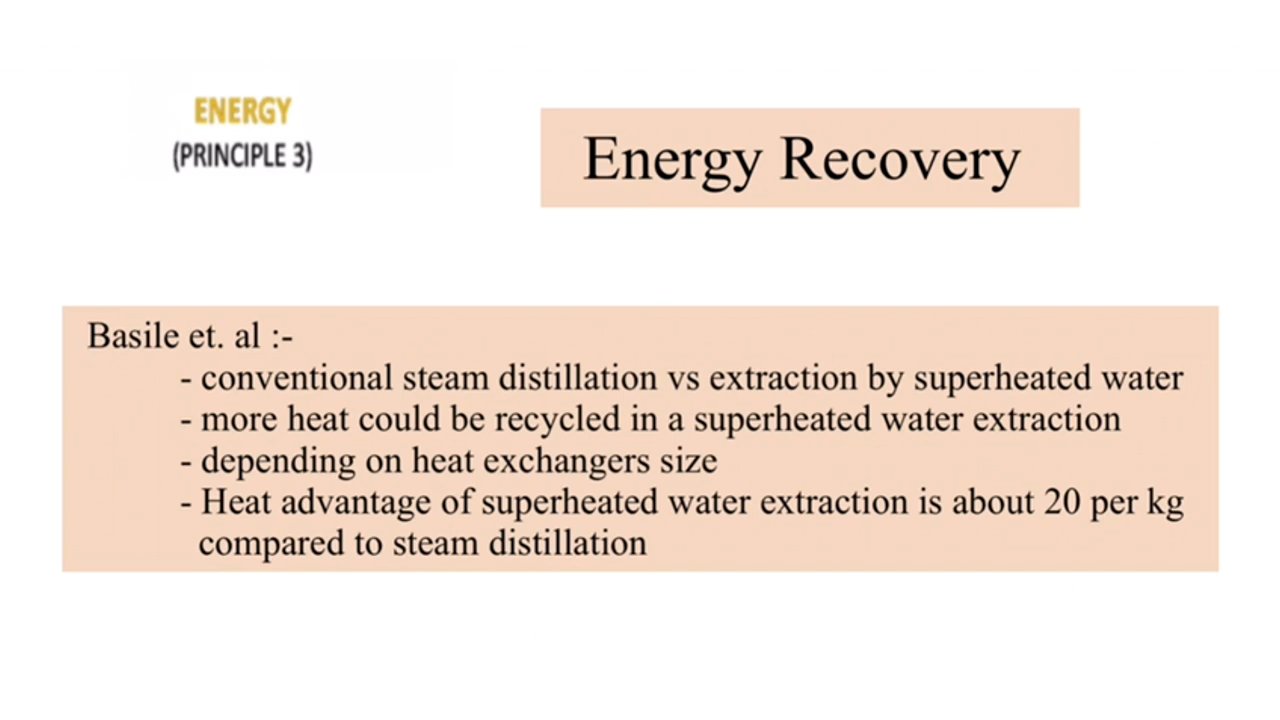 ENERGY
(PRINCIPLE 3)
Energy Recovery
Basile et. al :-
- conventional steam distillation vs extraction by superheated water
- more heat could be recycled in a superheated water extraction
- depending on heat exchangers size
- Heat advantage of superheated water extraction is about 20 per kg
compared to steam distillation